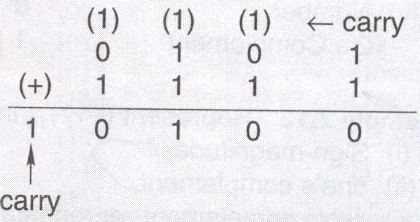 (1) (1) (1) ← carry
0 1 0 1
(+) 1 1 1 1
1 0 1 0 0
carry